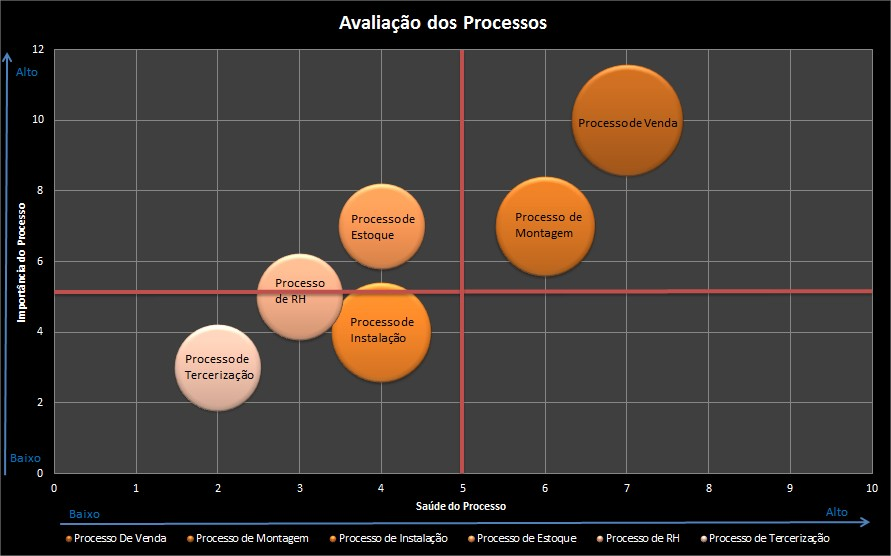 Avaliação dos Processos
12
Alto
10
Processo de Venda
8
Processo de
Estoque
Processo de
Montagem
Importância do Processo
6
Processo
de RH
4
Processo de
Instalação
Processo de
Tercerização
2
Baixo
0
0 1 2 3 4 5 6 7 8 9 10
Saúde do Processo
Baixo
Alto
Processo De Venda Processo de Montagem Processo de Instalação Processo de Estoque Processo de RH Processo de Tercerização